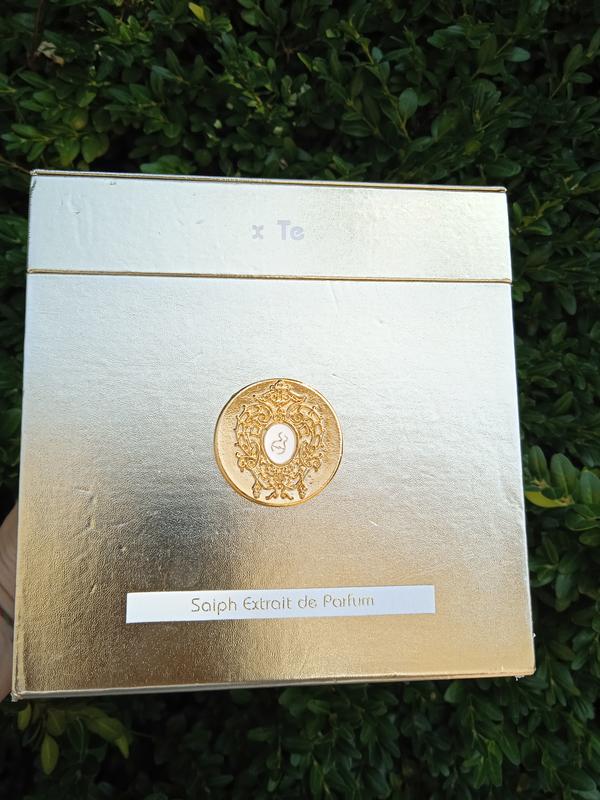 x Te
Saiph Extrait de Parfum